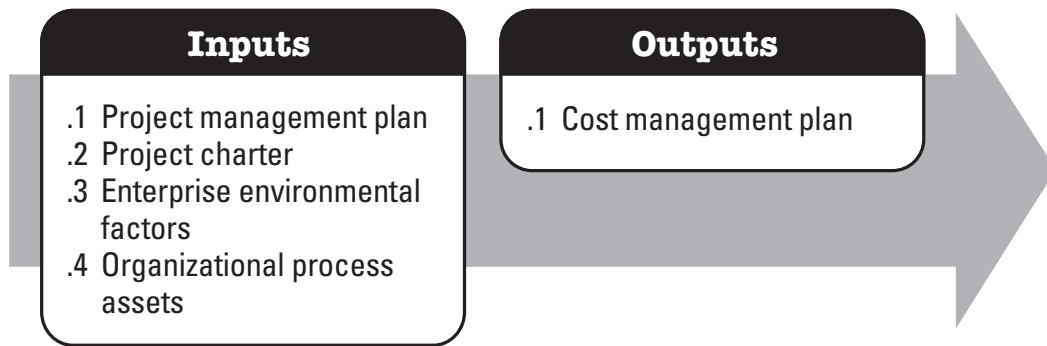 Inputs
.1 Project management plan
.2 Project charter
.3 Enterprise environmental
factors
.4 Organizational process
assets
Outputs
.1 Cost management plan